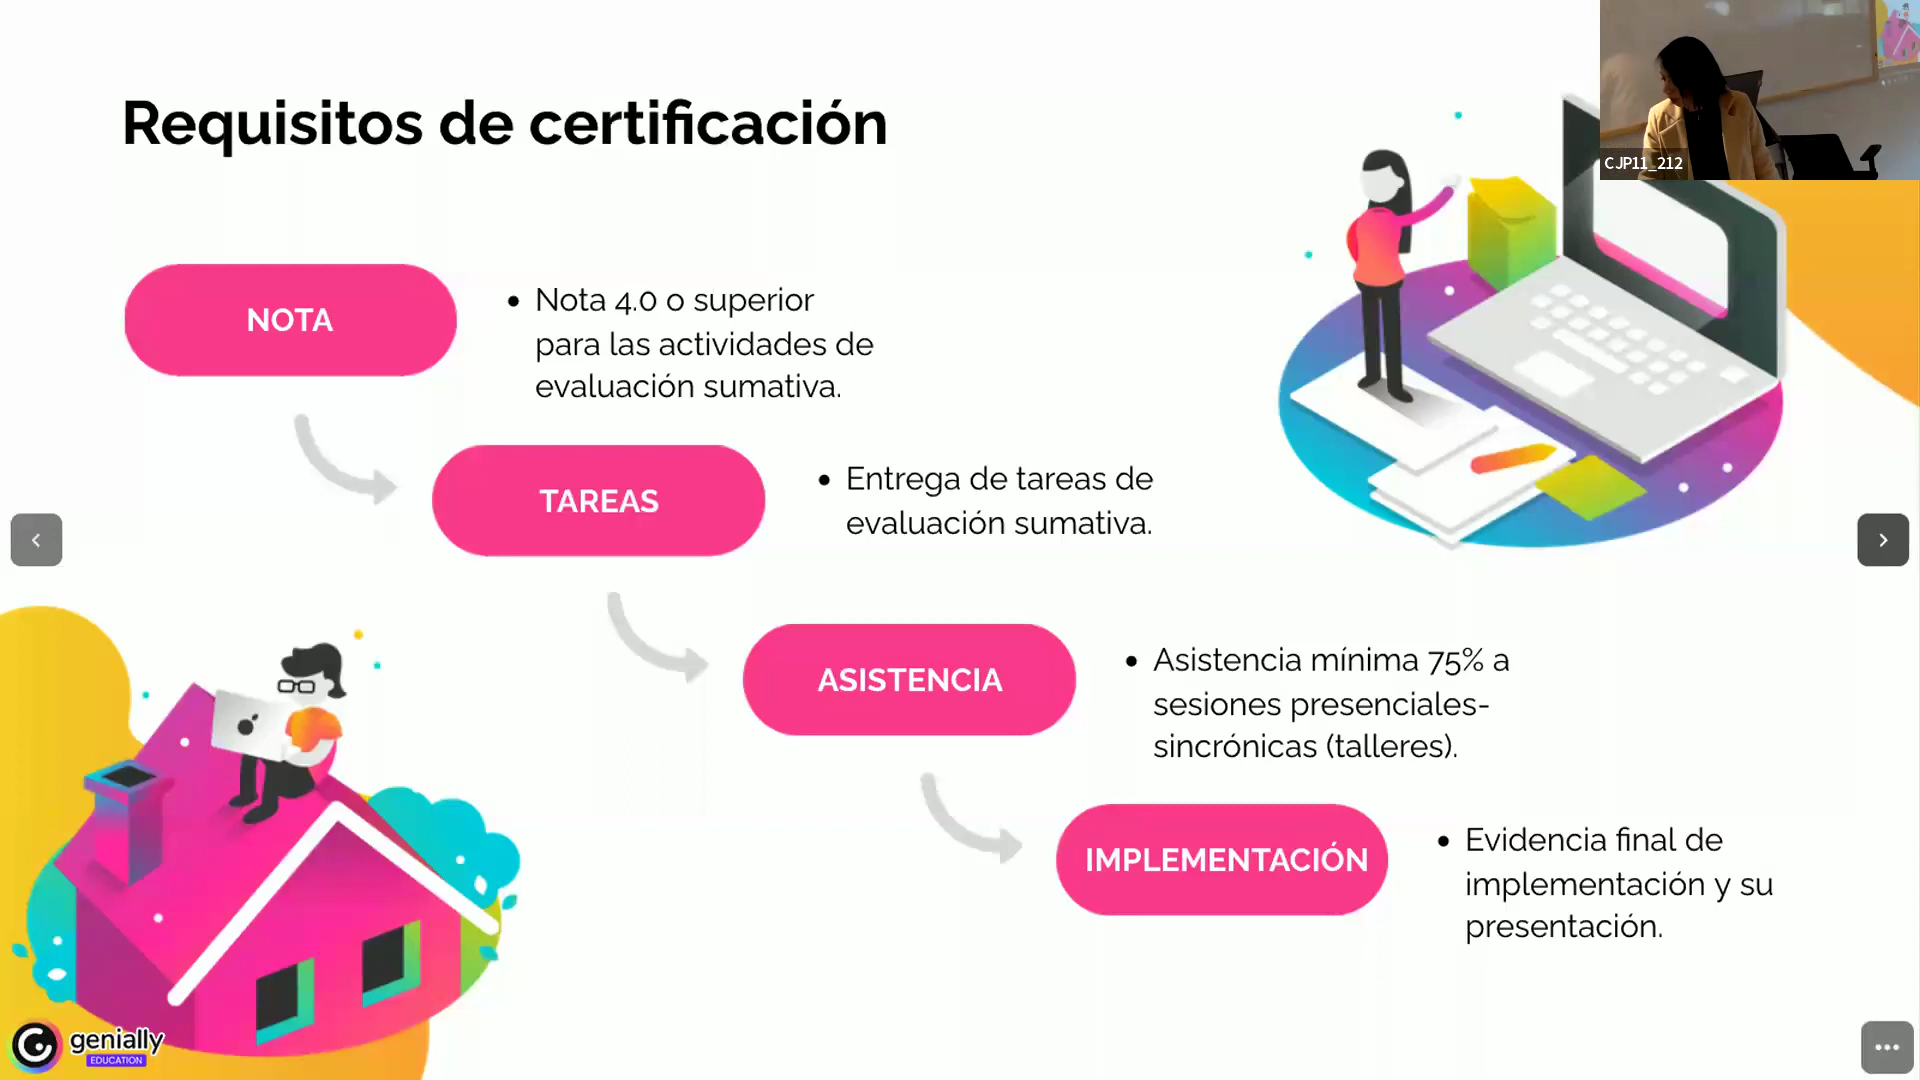 Requisitos de certificación
CJP11_212
NOTA
• Nota 4.0 o superior
para las actividades de
evaluación sumativa.
TAREAS
• Entrega de tareas de
evaluación sumativa.
ASISTENCIA
• Asistencia mínima 75% a
sesiones presenciales-
sincrónicas (talleres).
IMPLEMENTACIÓN
• Evidencia final de
implementación y su
presentación.
genially
EDUCATION